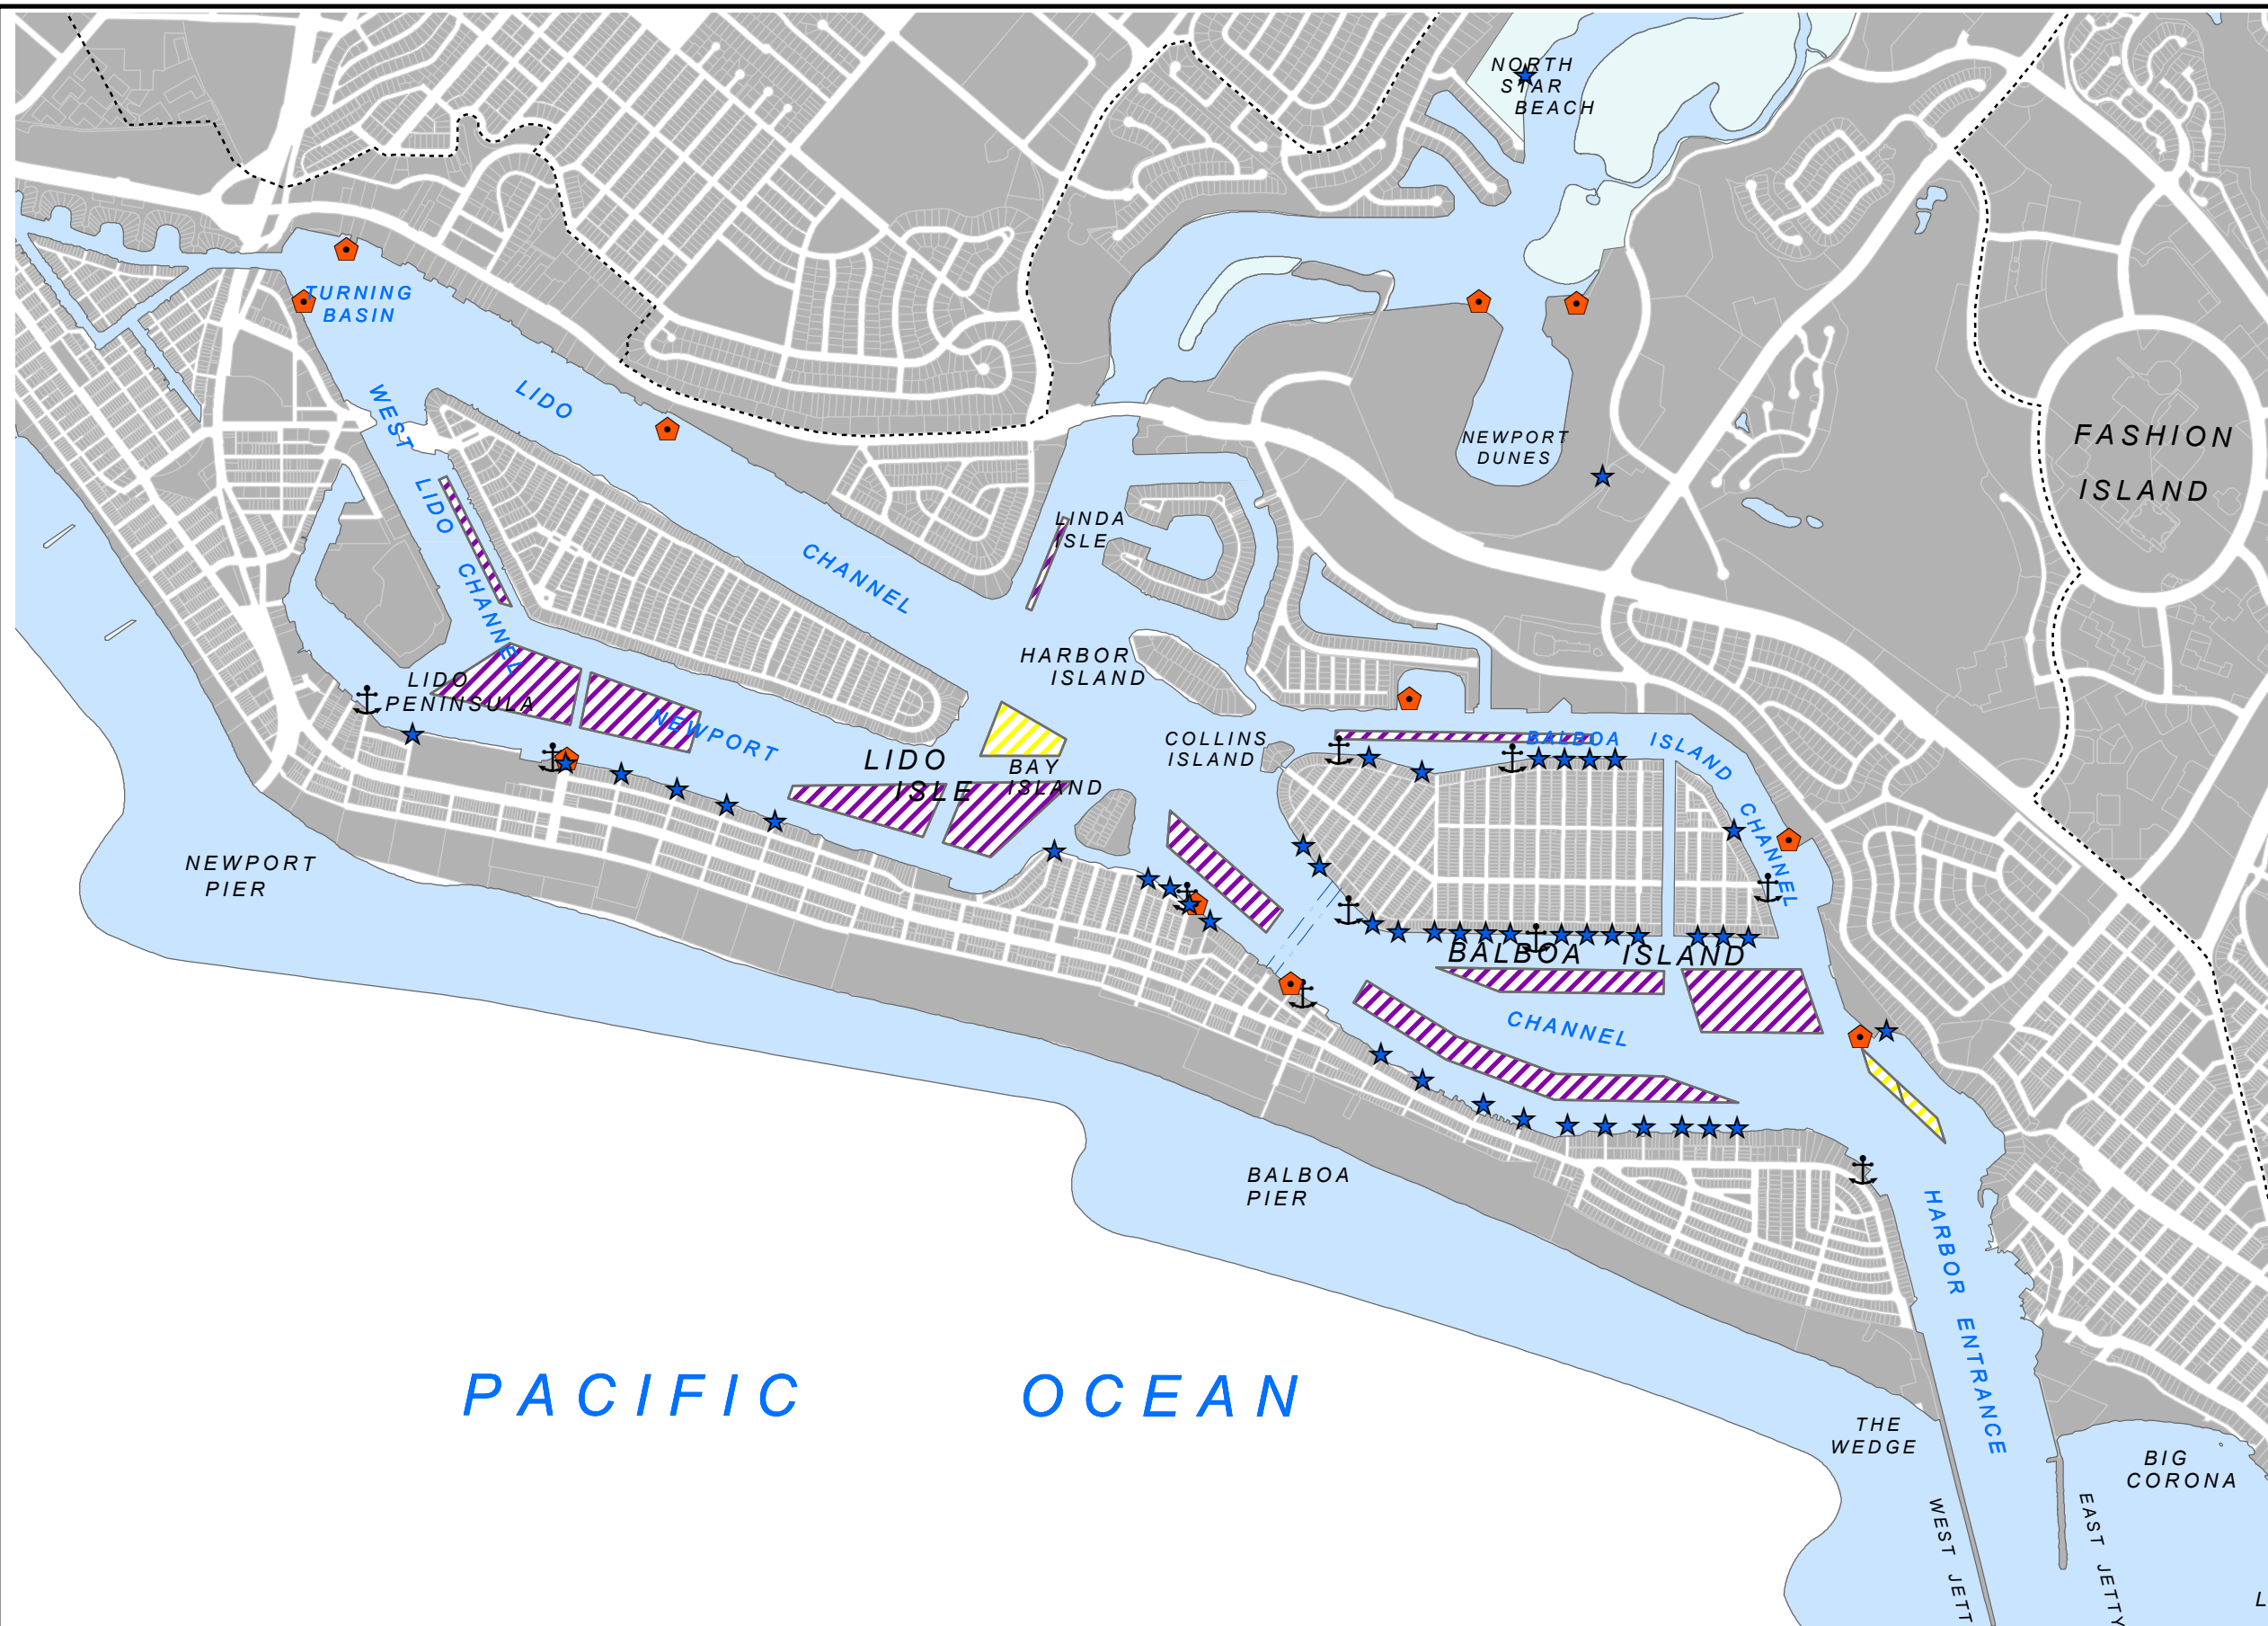 NORTH
STAR
BEACH
TURNING
BASIN
LIDO
CHANNEL
WEST
LIDO
CHANNEL
NEWPORT
DUNES
FASHION
ISLAND
LINDA
ISLE
HARBOR
ISLAND
LIDO
PENINSULA
NEWPORT
LIDO
ISLE
BAY
ISLAND
COLLINS
ISLAND
BALBOA ISLAND CHANNEL
NEWPORT
PIER
BALBOA ISLAND
CHANNEL
BALBOA
PIER
HARBOR ENTRANCE
PACIFIC OCEAN
THE
WEDGE
BIG
CORONA
WEST JETT
EAST JETTY
L